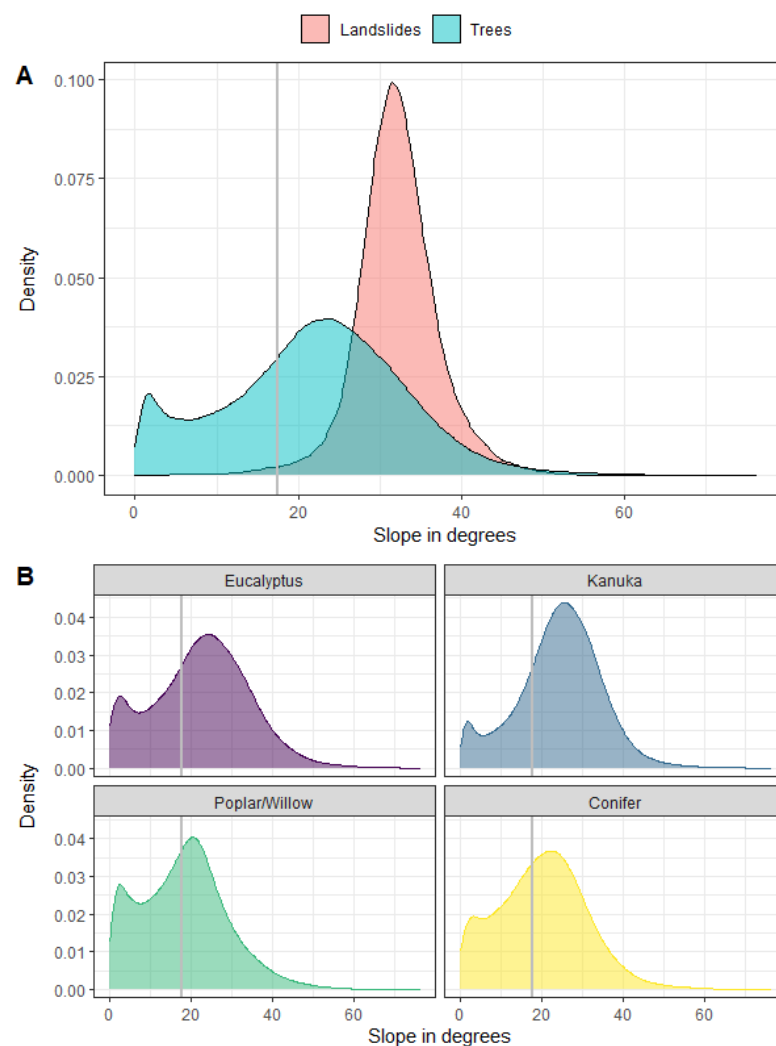 Landslides Trees
A
0.100
0.075
0.050
0.025
0.000
Density
0 20 40 60
Slope in degrees
B
Eucalyptus Kanuka
0.04
0.03
0.02
0.01
0.00
Poplar/Willow Conifer
0.04
0.03
0.02
0.01
0.00
Density
0 20 40 60 0 20 40 60
Slope in degrees